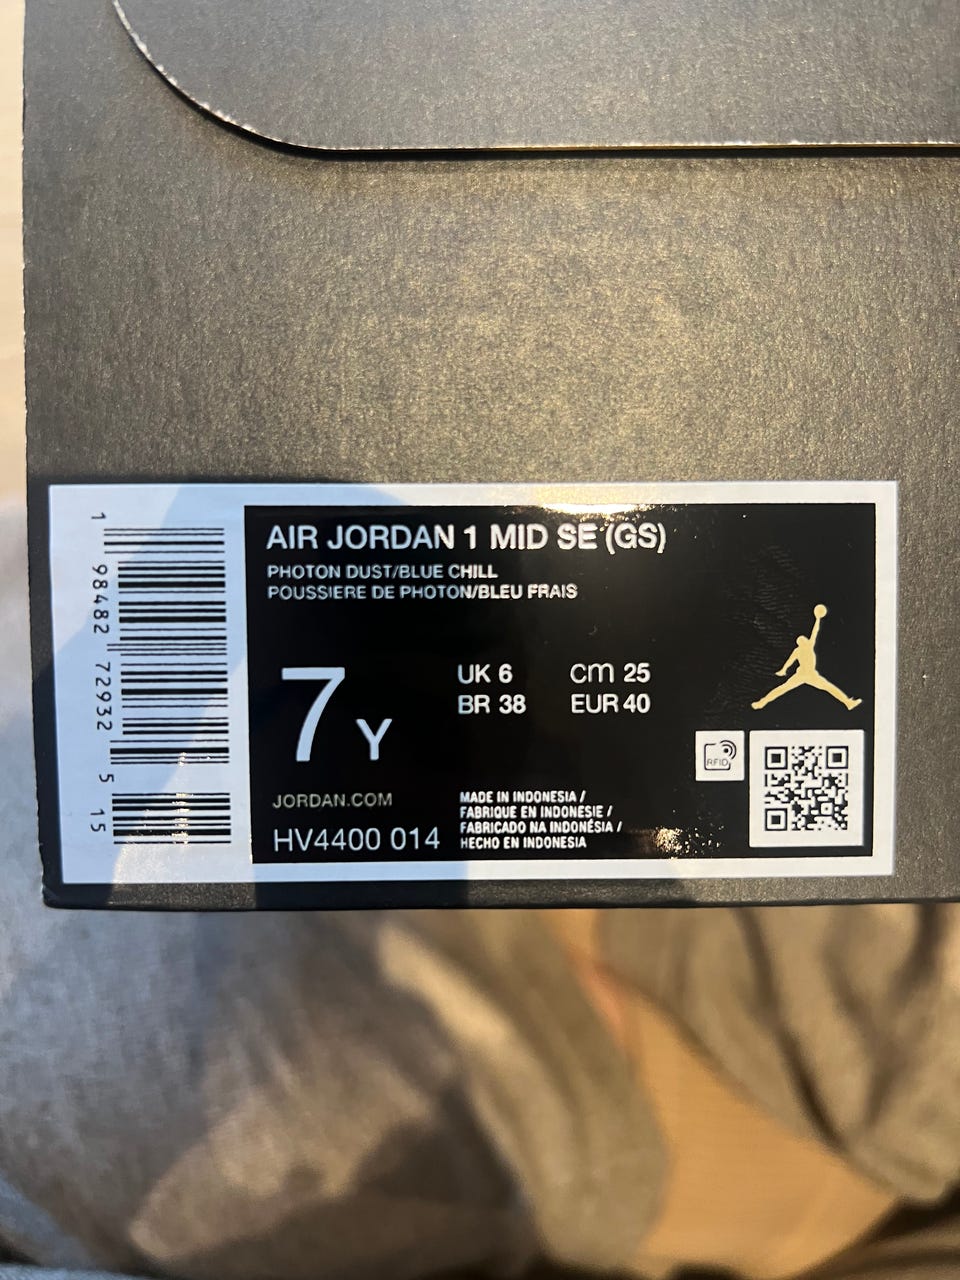 AIR JORDAN 1 MID SE (GS)
PHOTON DUST/BLUE CHILL
POUSSIERE DE PHOTON/BLEU FRAIS
7 Y
UK 6
CM 25
BR 38
EUR 40
RFID
JORDAN.COM
HV4400 014
MADE IN INDONESIA /
FABRIQUE EN INDONÉSIE /
FABRICADO NA INDONÉSIA /
HECHO EN INDONESIA
1 98482 72932 5 15